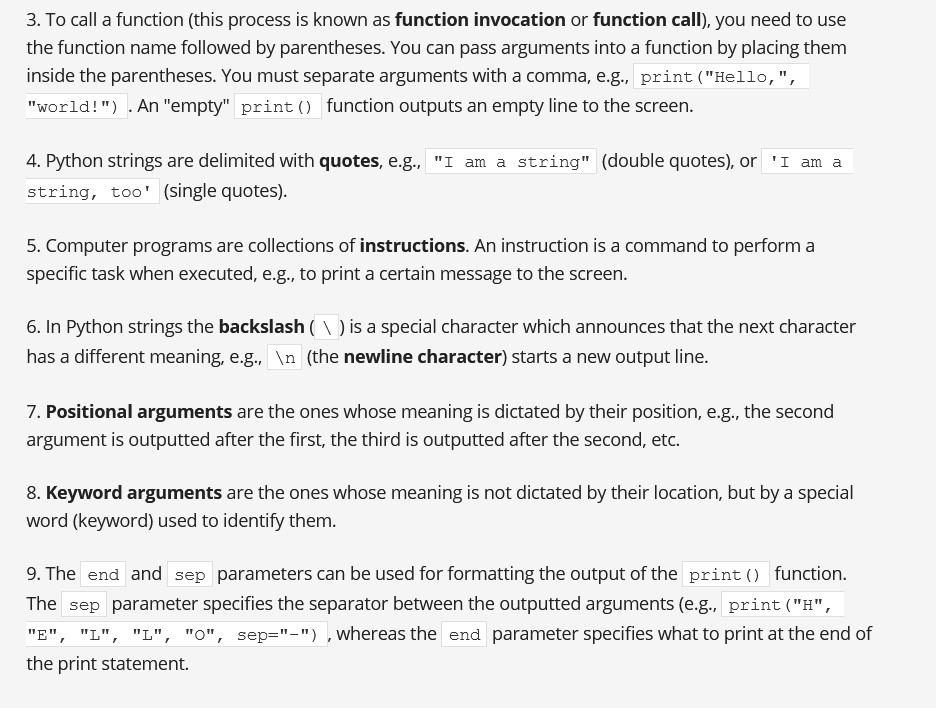 3. To call a function (this process is known as function invocation or function call), you need to use
the function name followed by parentheses. You can pass arguments into a function by placing them
inside the parentheses. You must separate arguments with a comma, e.g., print("Hello,",
"world!") . An "empty" print() function outputs an empty line to the screen.
4. Python strings are delimited with quotes, e.g., "I am a string" (double quotes), or 'I am a
string, too' (single quotes).
5. Computer programs are collections of instructions. An instruction is a command to perform a
specific task when executed, e.g., to print a certain message to the screen.
6. In Python strings the backslash ( \ ) is a special character which announces that the next character
has a different meaning, e.g., \n (the newline character) starts a new output line.
7. Positional arguments are the ones whose meaning is dictated by their position, e.g., the second
argument is outputted after the first, the third is outputted after the second, etc.
8. Keyword arguments are the ones whose meaning is not dictated by their location, but by a special
word (keyword) used to identify them.
9. The end and sep parameters can be used for formatting the output of the print() function.
The sep parameter specifies the separator between the outputted arguments (e.g., print("H",
"E", "L", "L", "O", sep="-") , whereas the end parameter specifies what to print at the end of
the print statement.